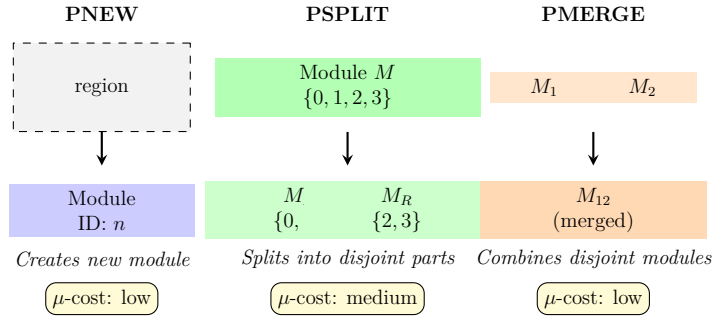 PNEW
region
Module
ID: n
Creates new module
μ-cost: low
PSPLIT
Module M
{0, 1, 2, 3}
M M_R
{0, {2, 3}
Splits into disjoint parts
μ-cost: medium
PMERGE
M₁ M₂
M₁₂
(merged)
Combines disjoint modules
μ-cost: low